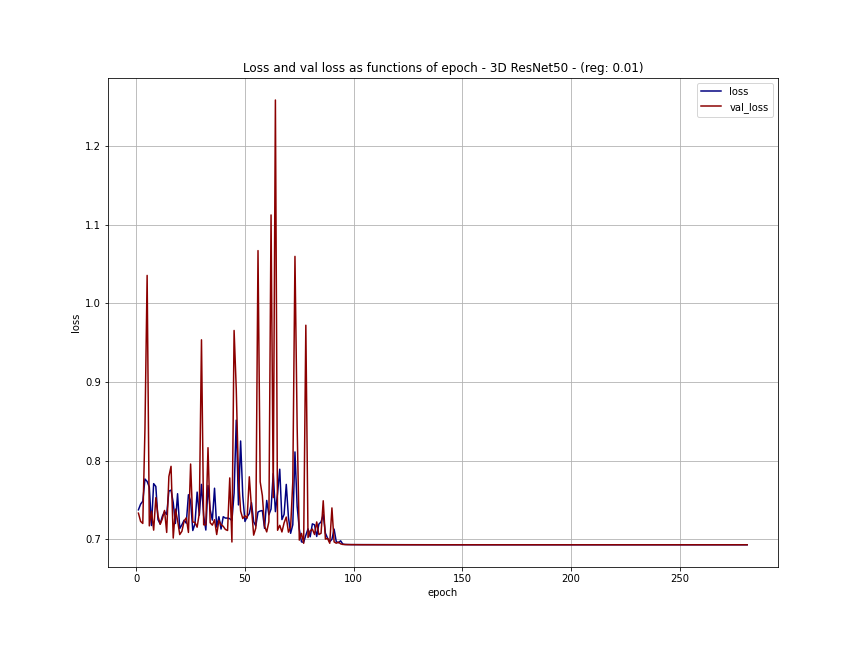 Loss and val loss as functions of epoch - 3D ResNet50 - (reg: 0.01)
loss
val_loss
1.2
1.1
1.0
0.9
0.8
0.7
loss
0
50
100
150
200
250
epoch